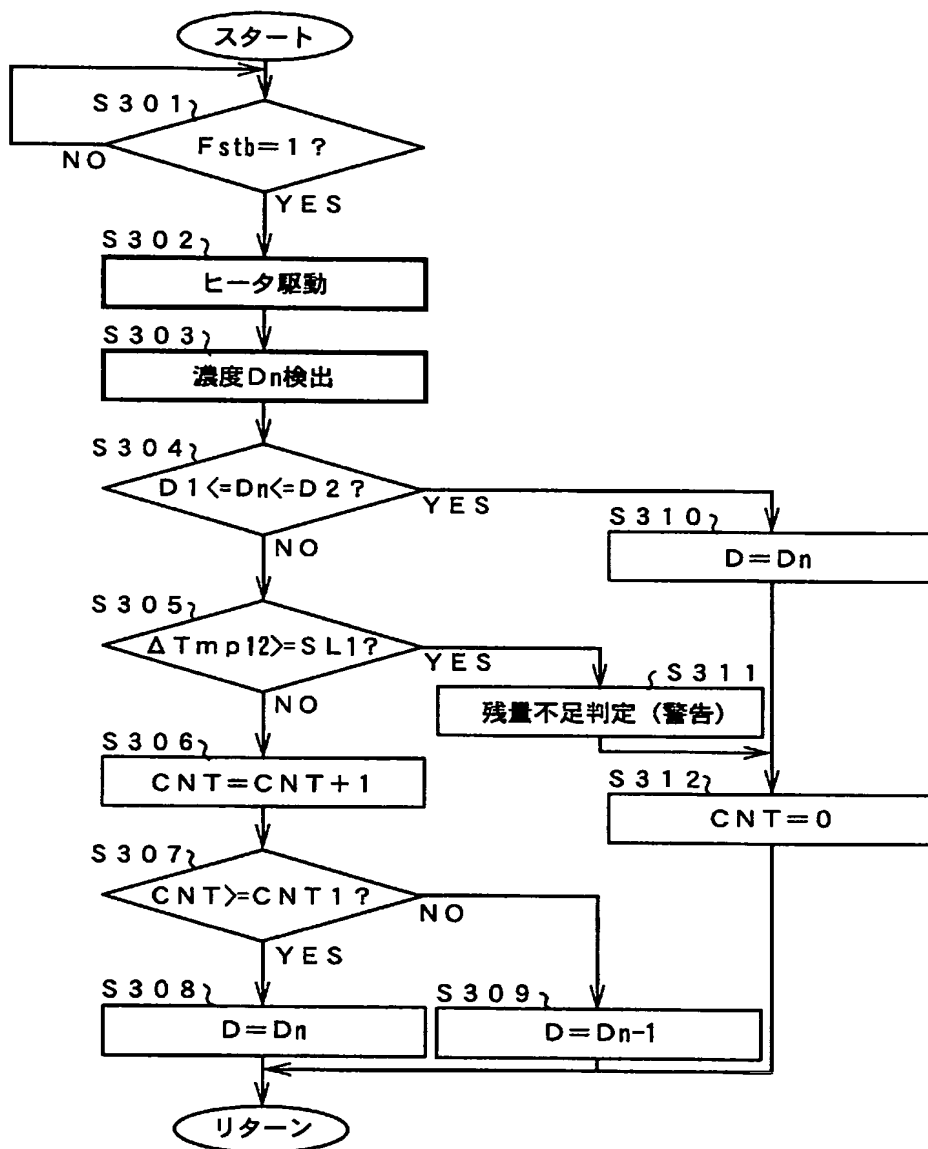 スタート
S301
Fstb=1?
NO
YES
S302
ヒータ駆動
S303
濃度Dn検出
S304
D1<=Dn<=D2?
YES
NO
S310
D=Dn
S305
ΔTmp12>=SL1?
YES
NO
S311
残量不足判定(警告)
S306
CNT=CNT+1
S312
CNT=0
S307
CNT>=CNT1?
NO
YES
S308
D=Dn
S309
D=Dn-1
リターン